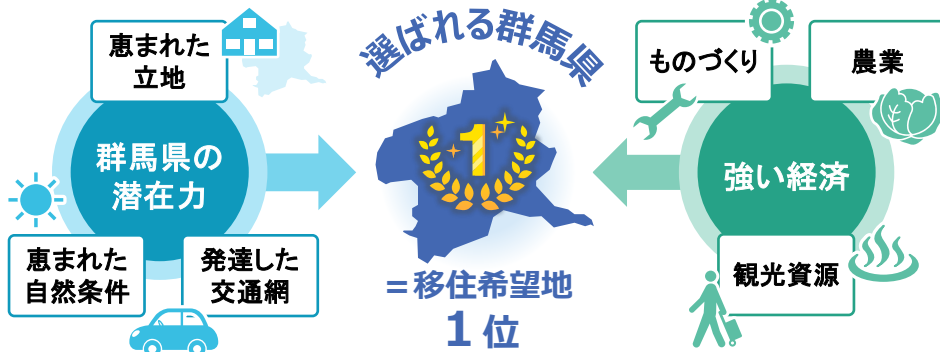 恵まれた
立地
群馬県の
潜在力
恵まれた
自然条件
発達した
交通網
選ばれる群馬県
1
=移住希望地
1位
ものづくり
農業
強い経済
観光資源